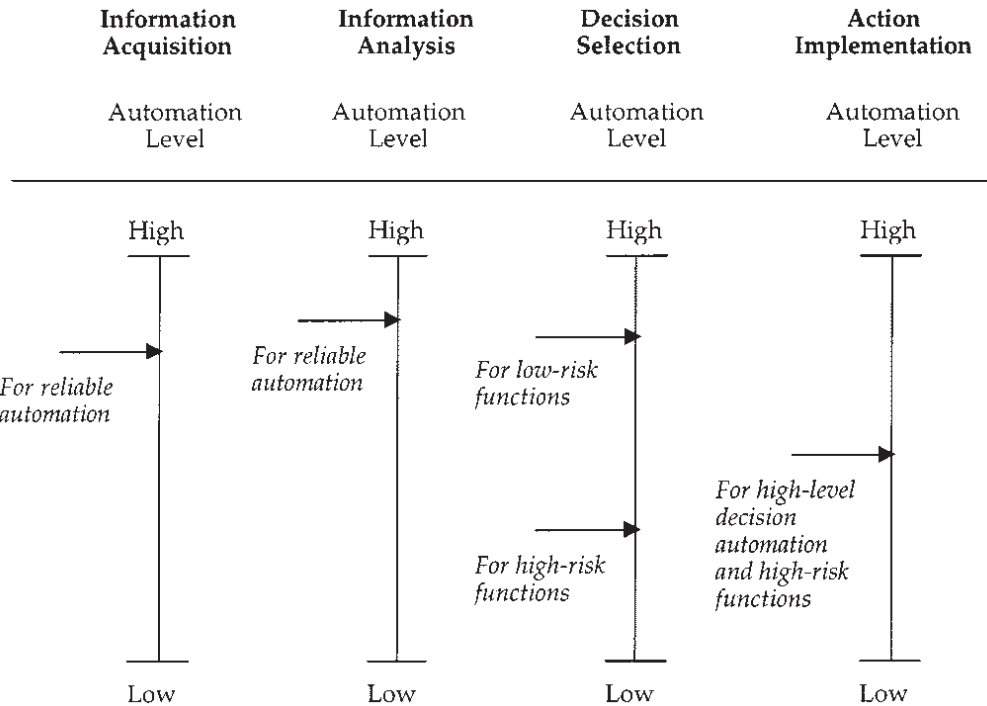 Information
Acquisition
Information
Analysis
Decision
Selection
Action
Implementation
Automation
Level
Automation
Level
Automation
Level
Automation
Level
High
High
High
High
For reliable
automation
For reliable
automation
For low-risk
functions
For high-risk
functions
For high-level
decision
automation
and high-risk
functions
Low
Low
Low
Low